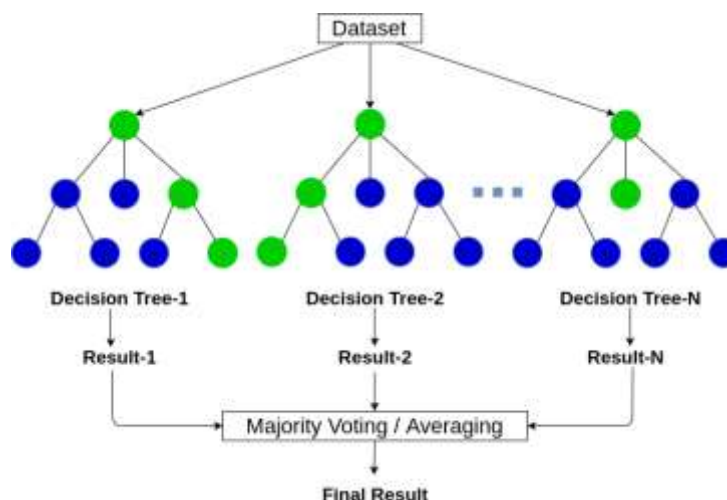 Dataset
Decision Tree-1
Decision Tree-2
Decision Tree-N
Result-1
Result-2
Result-N
Majority Voting / Averaging
Final Result